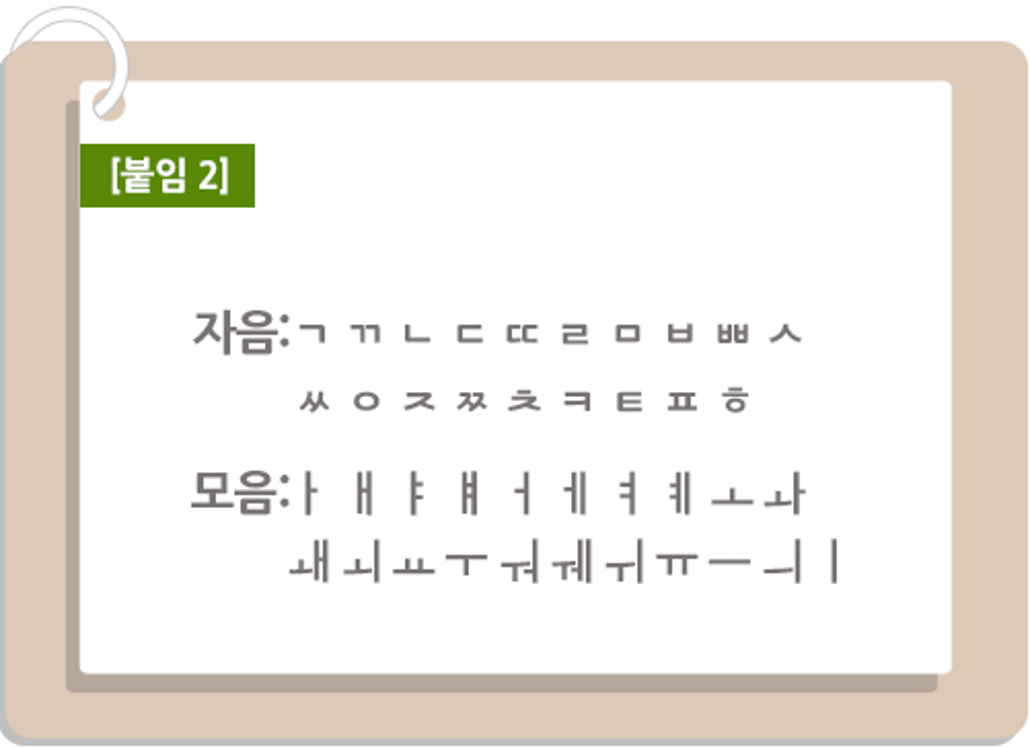 [붙임 2]
자음:ㄱ ㄲ ㄴ ㄷ ㄸ ㄹ ㅁ ㅂ ㅃ ㅅ
ㅆ ㅇ ㅈ ㅉ ㅊ ㅋ ㅌ ㅍ ㅎ
모음:ㅏ ㅐ ㅑ ㅒ ㅓ ㅔ ㅕ ㅖ ㅗ ㅘ
ㅙ ㅚ ㅛ ㅜ ㅝ ㅞ ㅟ ㅠ ㅡ ㅢ ㅣ